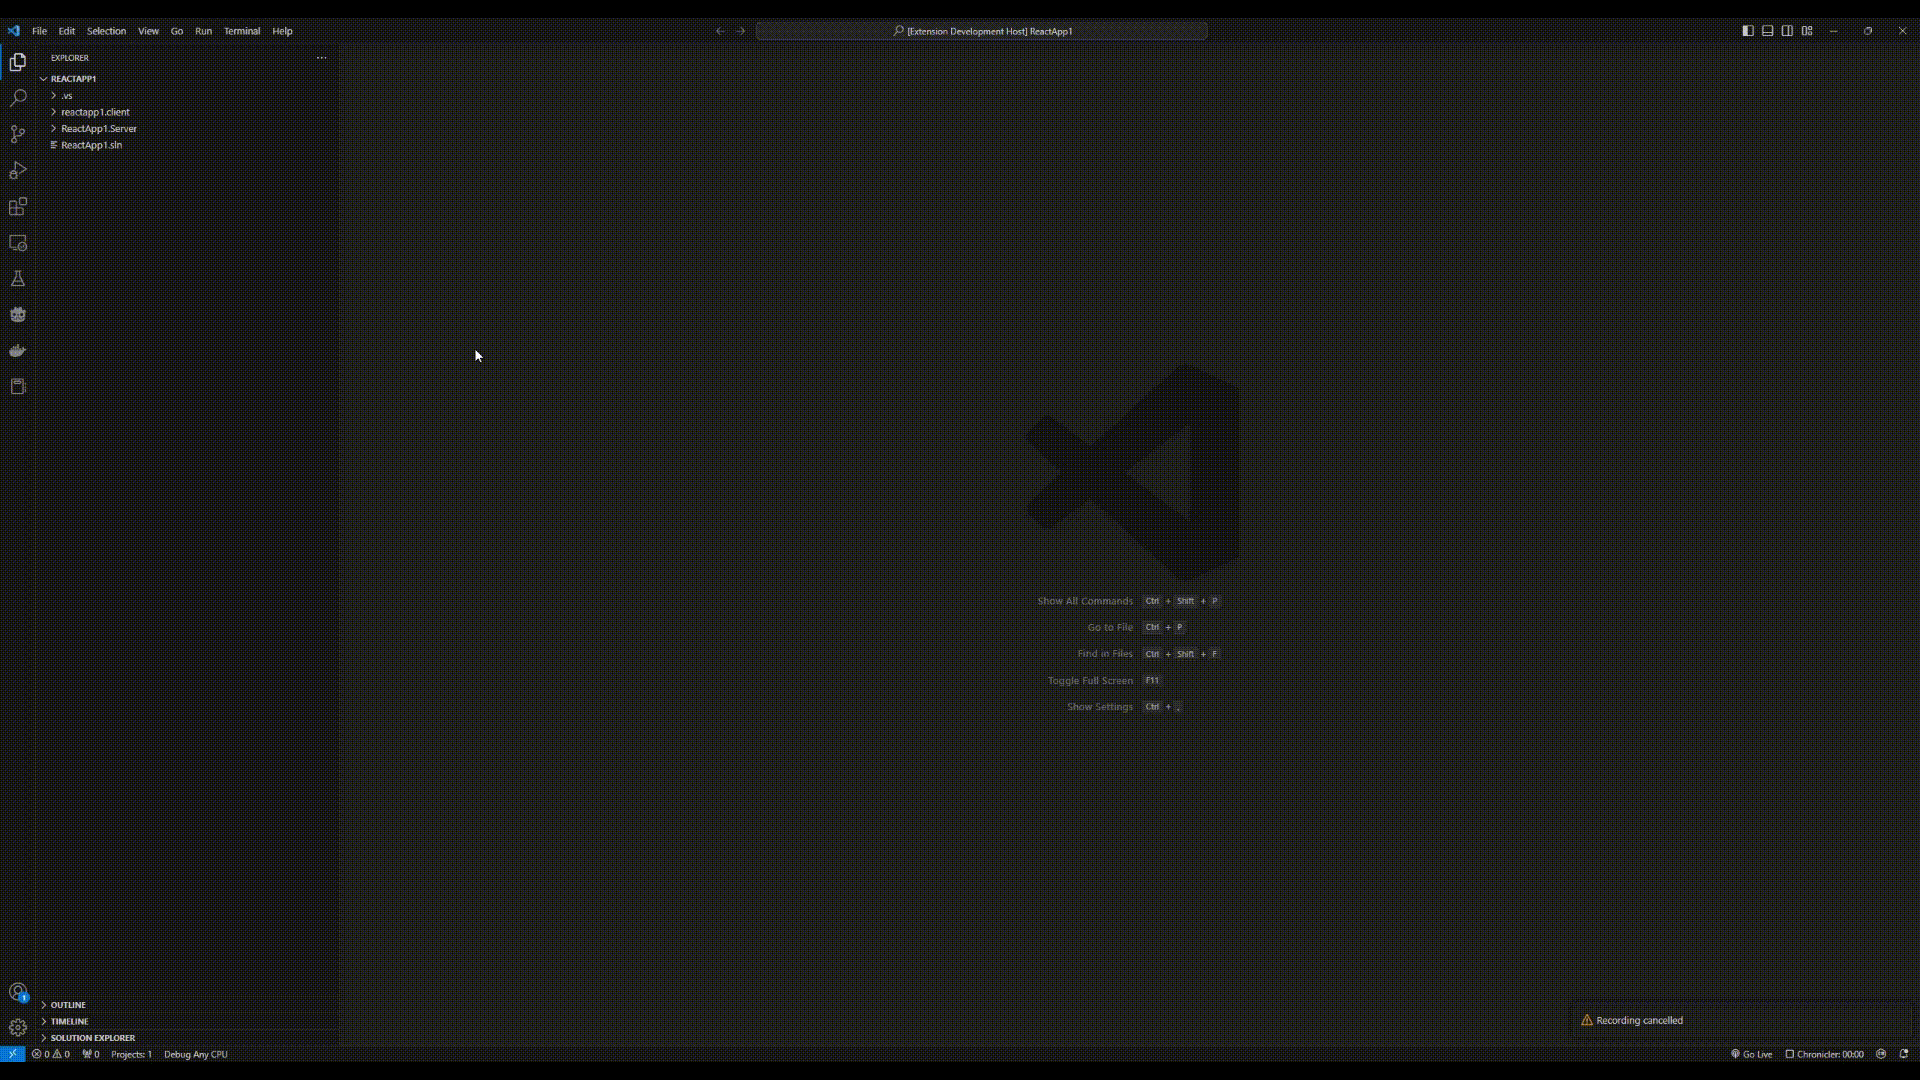 File Edit Selection View Go Run Terminal Help
[Extension Development Host] ReactApp1
EXPLORER
REACTAPP1
.vs
reactapp1.client
ReactApp1.Server
ReactApp1.sln
Show All Commands Ctrl + Shift + P
Go to File Ctrl + P
Find in Files Ctrl + Shift + F
Toggle Full Screen F11
Show Settings Ctrl + ,
1
OUTLINE
TIMELINE
SOLUTION EXPLORER
Recording cancelled
0 0 0 Projects: 1 Debug Any CPU
Go Live Chronicler: 00:00